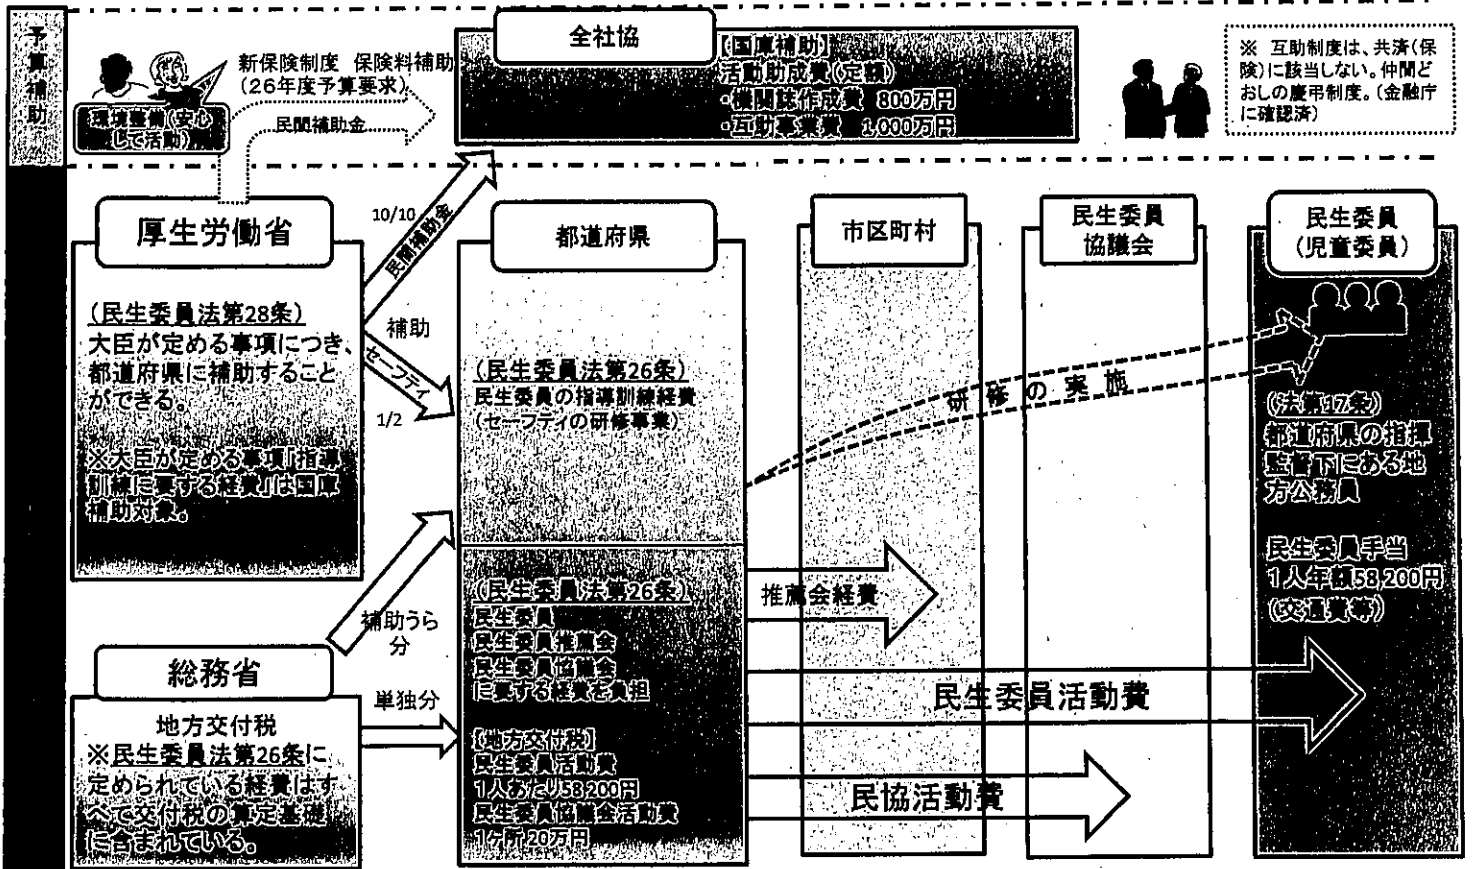 予算補助
新保険制度 保険料補助
(26年度予算要求)
民間補助金
環境整備(安心
して活動)
全社協
【国庫補助】
活動助成費(定額)
・機関誌作成費 800万円
・互助事業費 1,000万円
※ 互助制度は、共済(保
険)に該当しない。仲間ど
おしの慶弔制度。(金融庁
に確認済)
厚生労働省
(民生委員法第28条)
大臣が定める事項につき、
都道府県に補助すること
ができる。
※大臣が定める事項『指導
訓練に要する経費』は国庫
補助対象。
10/10
民間補助金
補助
セーフティ
1/2
補助うら
分
総務省
地方交付税
※民生委員法第26条に
定められている経費はす
べて交付税の算定基礎
に含まれている。
単独分
都道府県
(民生委員法第26条)
民生委員の指導訓練経費
(セーフティの研修事業)
(民生委員法第26条)
民生委員
民生委員推薦会
民生委員協議会
に要する経費を負担
【地方交付税】
民生委員活動費
1人あたり58,200円
民生委員協議会活動費
1ケ所 20万円
市区町村
民生委員
協議会
民生委員
(児童委員)
研修の実施
推薦会経費
民生委員活動費
民協活動費
(法第17条)
都道府県の指揮
監督下にある地
方公務員
民生委員手当
1人年額58,200円
(交通費等)